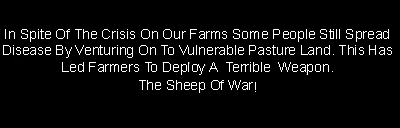 In Spite Of The Crisis On Our Farms Some People Still Spread
Disease By Venturing On To Vulnerable Pasture Land. This Has
Led Farmers To Deploy A Terrible Weapon.
The Sheep Of War!